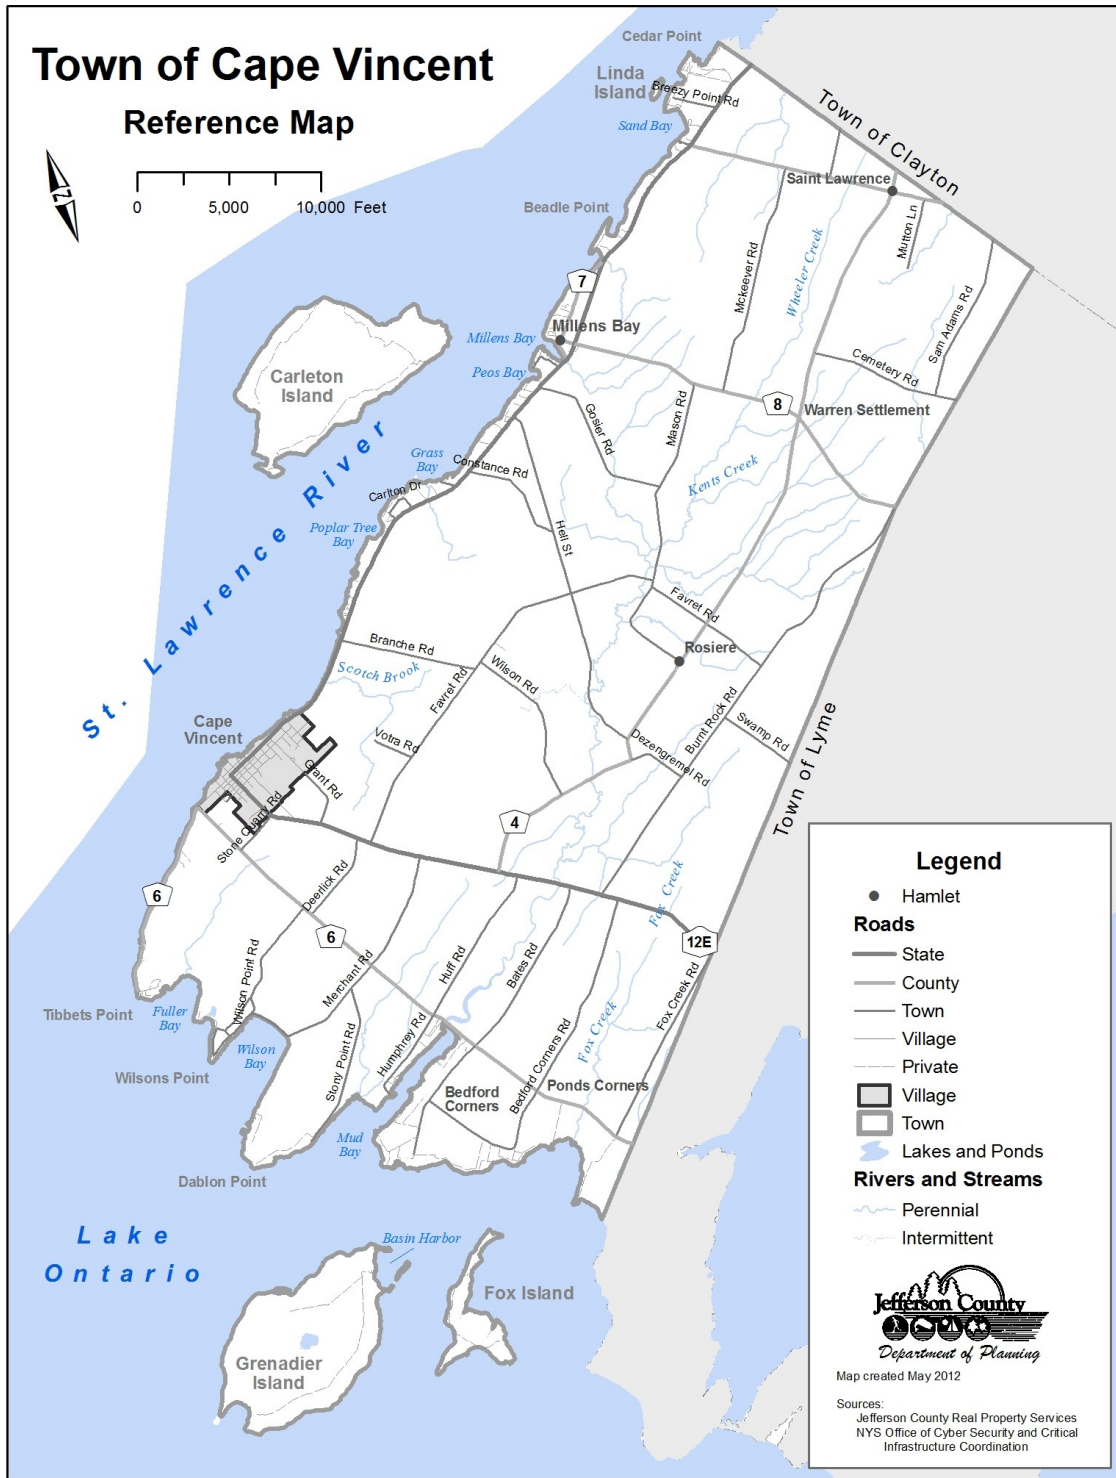 Town of Cape Vincent
Reference Map
N
0 5,000 10,000 Feet
Cedar Point
Linda
Island
Breezy Point Rd
Sand Bay
Town of Clayton
Saint Lawrence
Beadle Point
Mutton Ln
Mckeever Rd
Wheeler Creek
7
Sam Adams Rd
Millens Bay
Millens Bay
Peos Bay
Cemetery Rd
Carleton
Island
8
Warren Settlement
Gosier Rd
Mason Rd
St. Lawrence River
Grass
Bay
Constance Rd
Kents Creek
Carlton Dr
Poplar Tree
Bay
Hell St
Favret Rd
Branche Rd
Rosiere
Scotch Brook
Wilson Rd
Favret Rd
Burnt Rock Rd
Swamp Rd
Cape
Vincent
Votra Rd
Dezengremel Rd
Town of Lyme
Grant Rd
Stone Quarry Rd
4
6
Deerlick Rd
Fox Creek
6
12E
Huff Rd
Bates Rd
Merchant Rd
Wilson Point Rd
Fox Creek Rd
Tibbets Point
Fuller
Bay
Wilson
Bay
Fox Creek
Humphrey Rd
Stony Point Rd
Bedford Corners Rd
Wilsons Point
Bedford
Corners
Ponds Corners
Mud
Bay
Dablon Point
Lake
Ontario
Basin Harbor
Fox Island
Grenadier
Island
Legend
Hamlet
Roads
State
County
Town
Village
Private
Village
Town
Lakes and Ponds
Rivers and Streams
Perennial
Intermittent
Jefferson County
Department of Planning
Map created May 2012
Sources:
Jefferson County Real Property Services
NYS Office of Cyber Security and Critical
Infrastructure Coordination